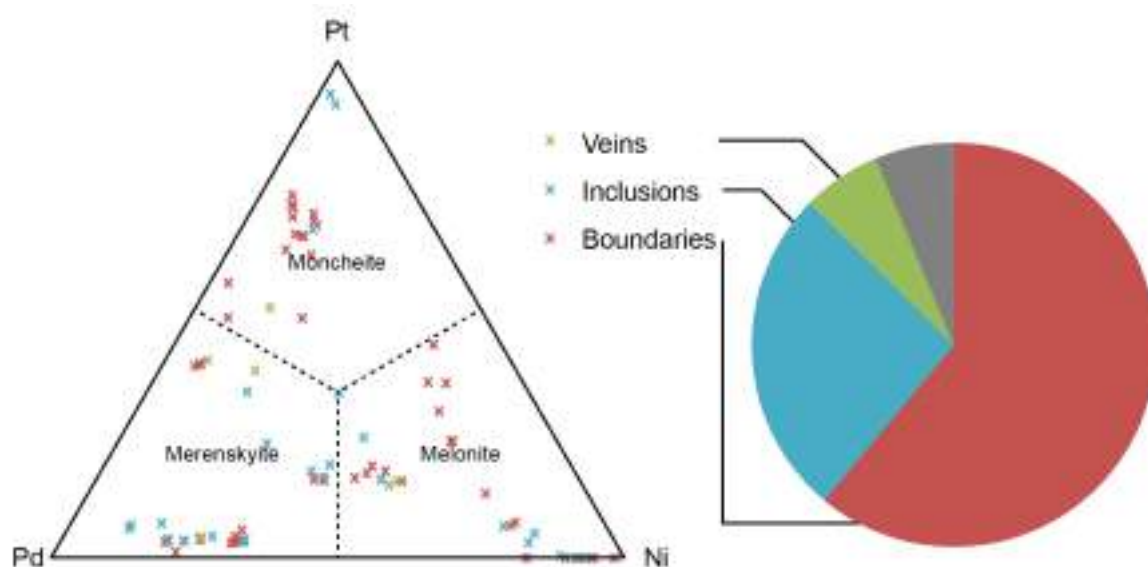 Pt
Veins
Inclusions
Boundaries
Moncheite
Merenskyite
Melonite
Pd
Ni